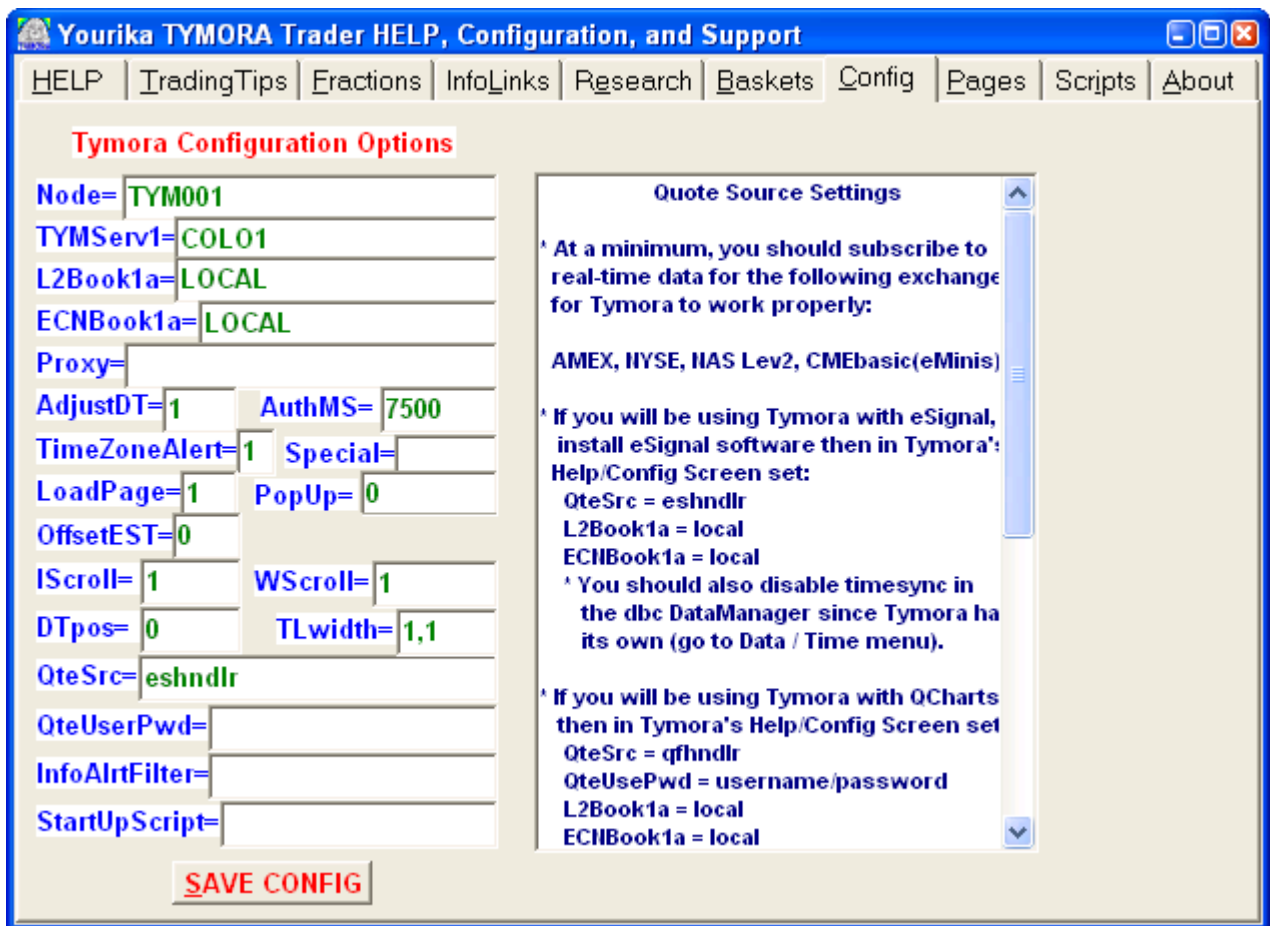 Yourika TYMORA Trader HELP, Configuration, and Support
HELP TradingTips Fractions InfoLinks Research Baskets Config Pages Scripts About
Tymora Configuration Options
Node= TYM001
TYMServ1= COLO1
L2Book1a= LOCAL
ECNBook1a= LOCAL
Proxy=
AdjustDT= 1 AuthMS= 7500
TimeZoneAlert= 1 Special=
LoadPage= 1 PopUp= 0
OffsetEST= 0
IScroll= 1 WScroll= 1
DTpos= 0 TLwidth= 1,1
QteSrc= eshndlr
QteUserPwd=
InfoAlrtFilter=
StartUpScript=
SAVE CONFIG
Quote Source Settings
* At a minimum, you should subscribe to
real-time data for the following exchange
for Tymora to work properly:
AMEX, NYSE, NAS Lev2, CMEbasic(eMinis)
* If you will be using Tymora with eSignal,
install eSignal software then in Tymora's
Help/Config Screen set:
QteSrc = eshndlr
L2Book1a = local
ECNBook1a = local
* You should also disable timesync in
the dbc DataManager since Tymora ha
its own (go to Data / Time menu).
* If you will be using Tymora with QCharts
then in Tymora's Help/Config Screen set
QteSrc = qfhndlr
QteUsePwd = username/password
L2Book1a = local
ECNBook1a = local